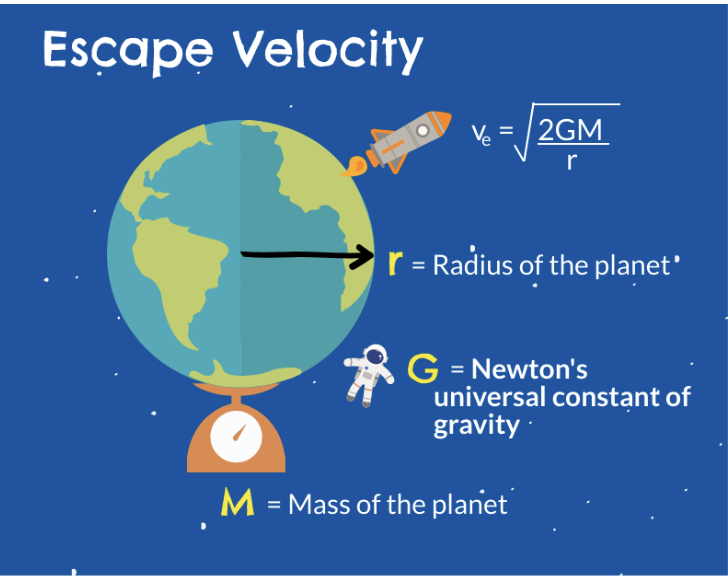 Escape Velocity
vₑ = √2GM
r
r = Radius of the planet
G = Newton's
universal constant of
gravity
M = Mass of the planet